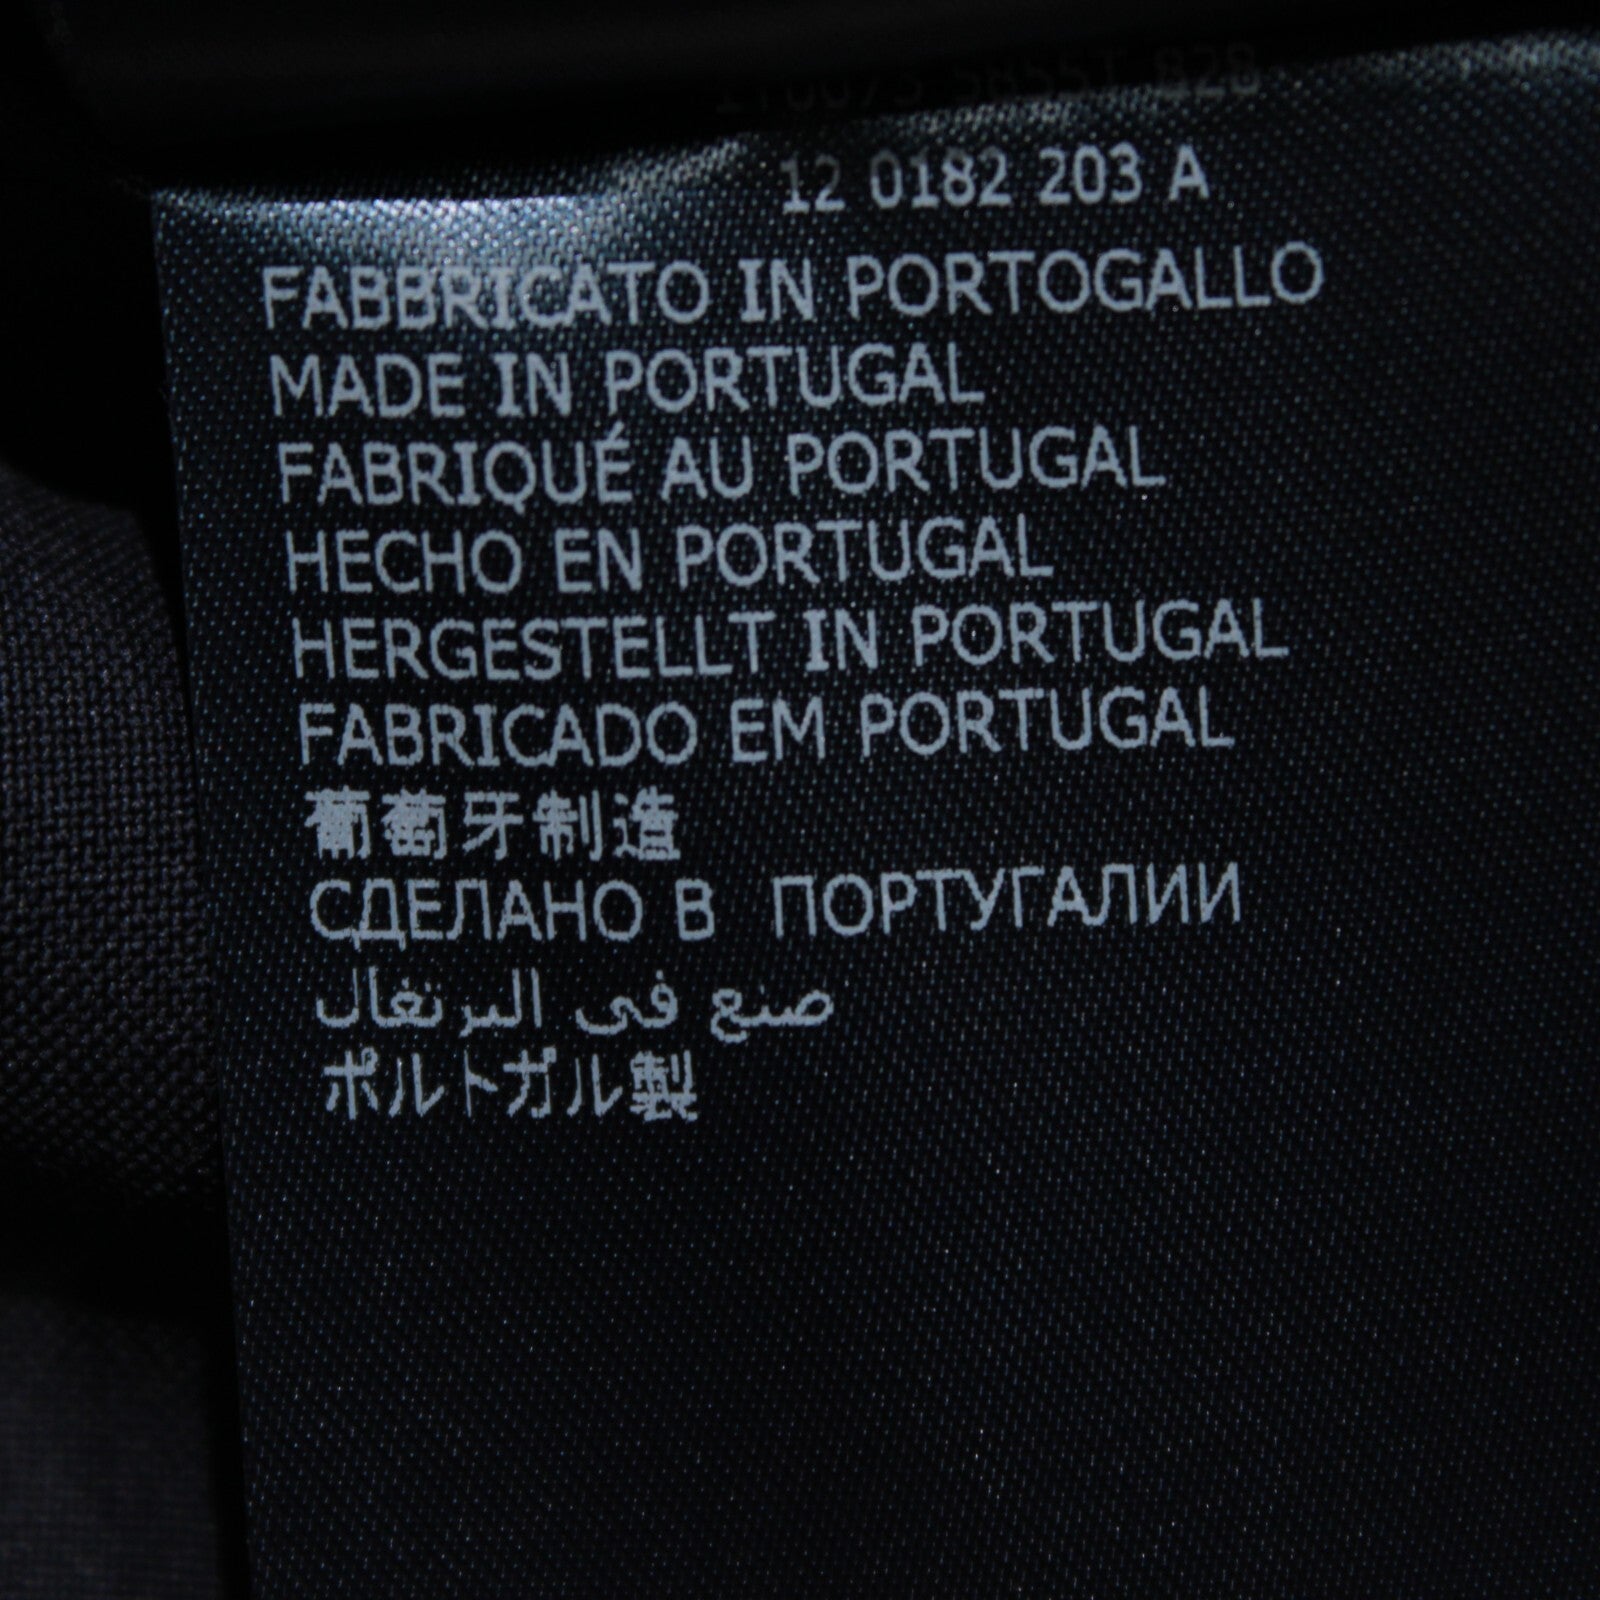 12 0182 203 A
FABBRICATO IN PORTOGALLO
MADE IN PORTUGAL
FABRIQUÉ AU PORTUGAL
HECHO EN PORTUGAL
HERGESTELLT IN PORTUGAL
FABRICADO EM PORTUGAL
葡萄牙制造
СДЕЛАНО В ПОРТУГАЛИИ
صنع في البرتغال
ポルトガル製